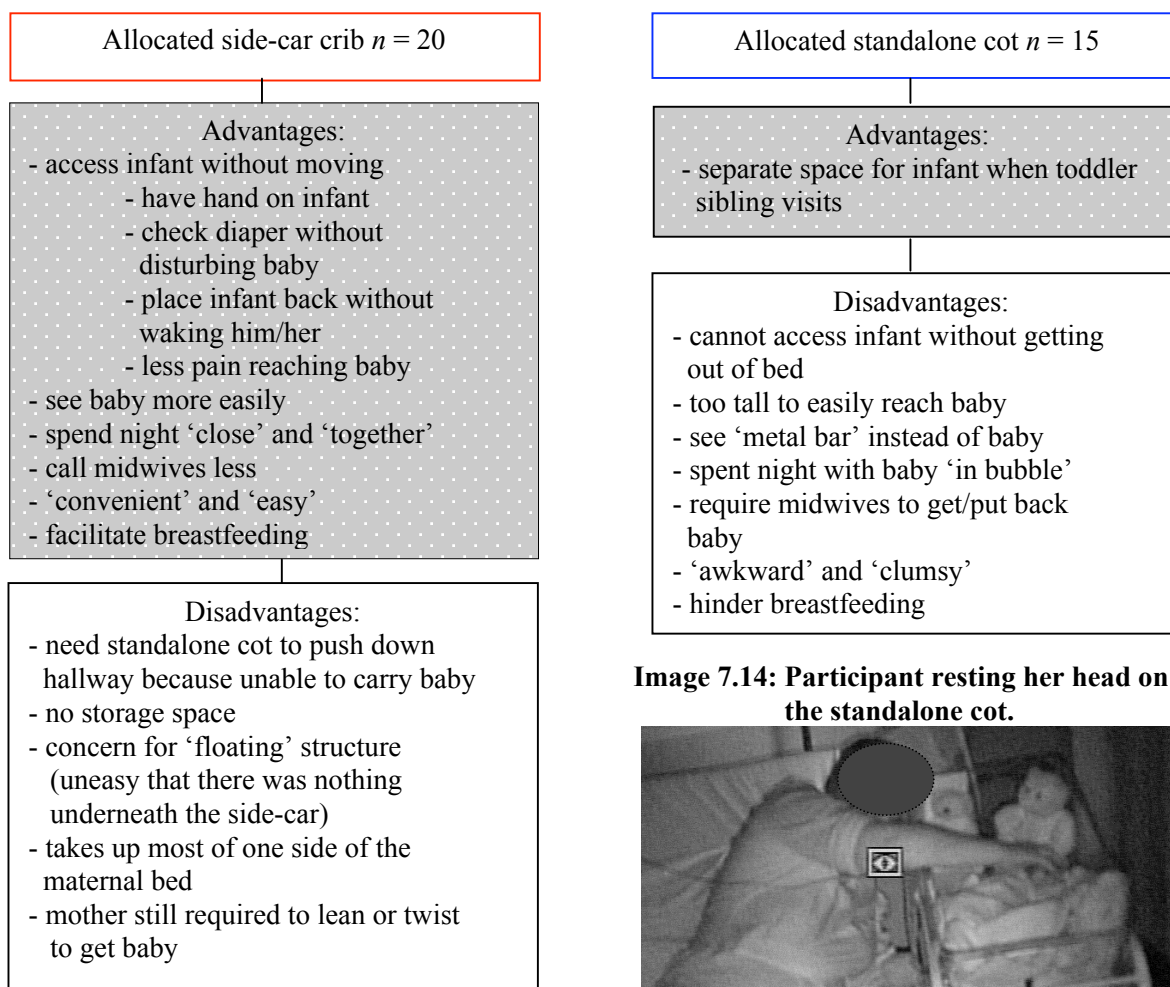 Allocated side-car crib n = 20
Advantages:
- access infant without moving
- have hand on infant
- check diaper without
disturbing baby
- place infant back without
waking him/her
- less pain reaching baby
- see baby more easily
- spend night ‘close’ and ‘together’
- call midwives less
- ‘convenient’ and ‘easy’
- facilitate breastfeeding
Disadvantages:
- need standalone cot to push down
hallway because unable to carry baby
- no storage space
- concern for ‘floating’ structure
(uneasy that there was nothing
underneath the side-car)
- takes up most of one side of the
maternal bed
- mother still required to lean or twist
to get baby
Allocated standalone cot n = 15
Advantages:
- separate space for infant when toddler
sibling visits
Disadvantages:
- cannot access infant without getting
out of bed
- too tall to easily reach baby
- see ‘metal bar’ instead of baby
- spent night with baby ‘in bubble’
- require midwives to get/put back
baby
- ‘awkward’ and ‘clumsy’
- hinder breastfeeding
Image 7.14: Participant resting her head on
the standalone cot.